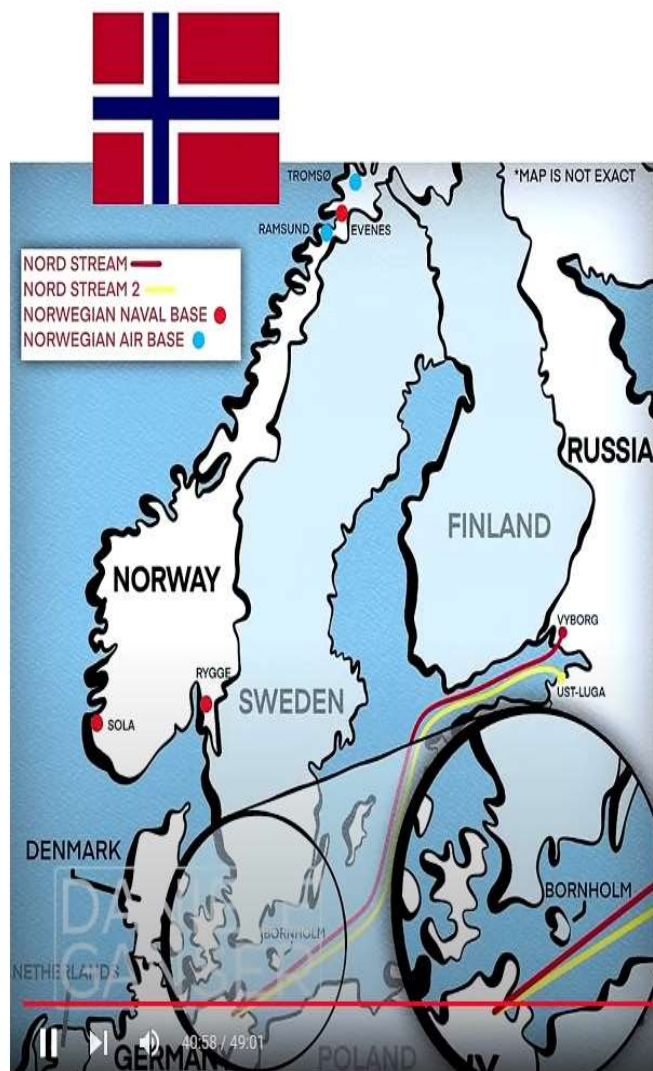 TROMSØ
*MAP IS NOT EXACT
RAMSUND
EVENES
NORD STREAM
NORD STREAM 2
NORWEGIAN NAVAL BASE
NORWEGIAN AIR BASE
RUSSIA
FINLAND
NORWAY
VYBORG
RYGGE
SWEDEN
UST-LUGA
SOLA
DENMARK
BORNHOLM
BORNHOLM
NETHERLANDS
40:58 / 49:01
GERMANY
POLAND